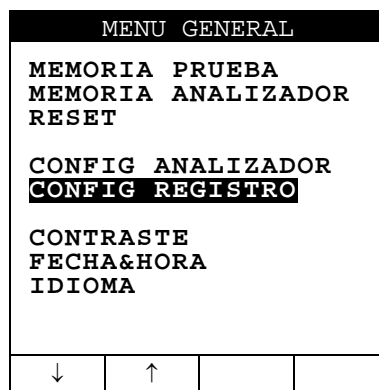 MENU GENERAL
MEMORIA PRUEBA
MEMORIA ANALIZADOR
RESET
CONFIG ANALIZADOR
CONFIG REGISTRO
CONTRASTE
FECHA&HORA
IDIOMA
↓ ↑